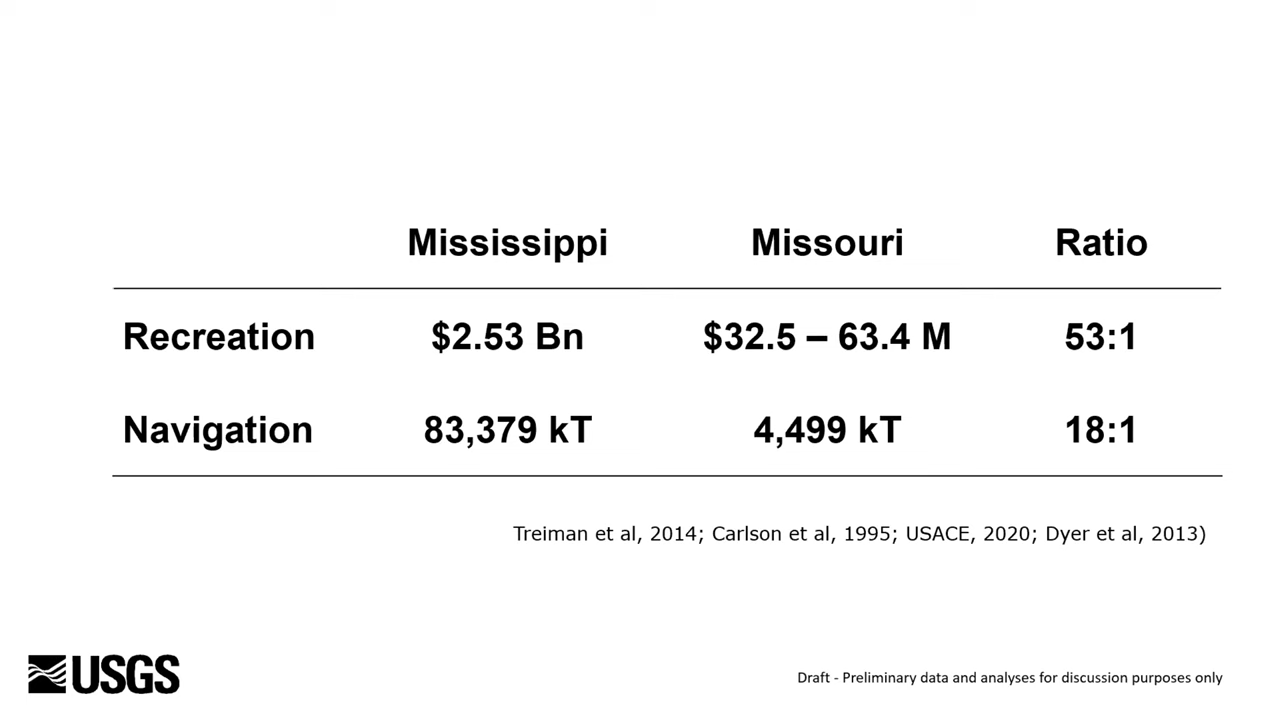 Mississippi Missouri Ratio
Recreation $2.53 Bn $32.5 – 63.4 M 53:1
Navigation 83,379 kT 4,499 kT 18:1
Treiman et al, 2014; Carlson et al, 1995; USACE, 2020; Dyer et al, 2013)
USGS
Draft - Preliminary data and analyses for discussion purposes only